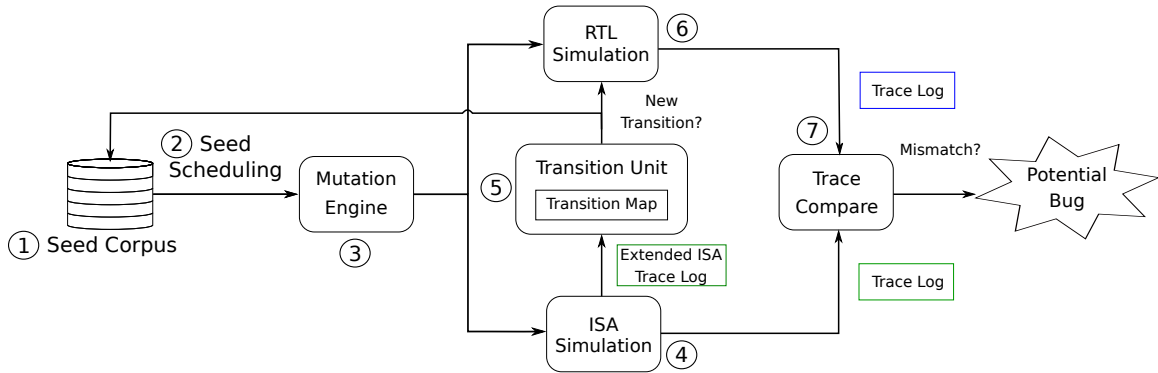 RTL
Simulation
6
Trace Log
New
Transition?
7
2 Seed
Scheduling
Mismatch?
Transition Unit
Transition Map
5
Mutation
Engine
Trace
Compare
Potential
Bug
1 Seed Corpus
3
Extended ISA
Trace Log
Trace Log
ISA
Simulation
4